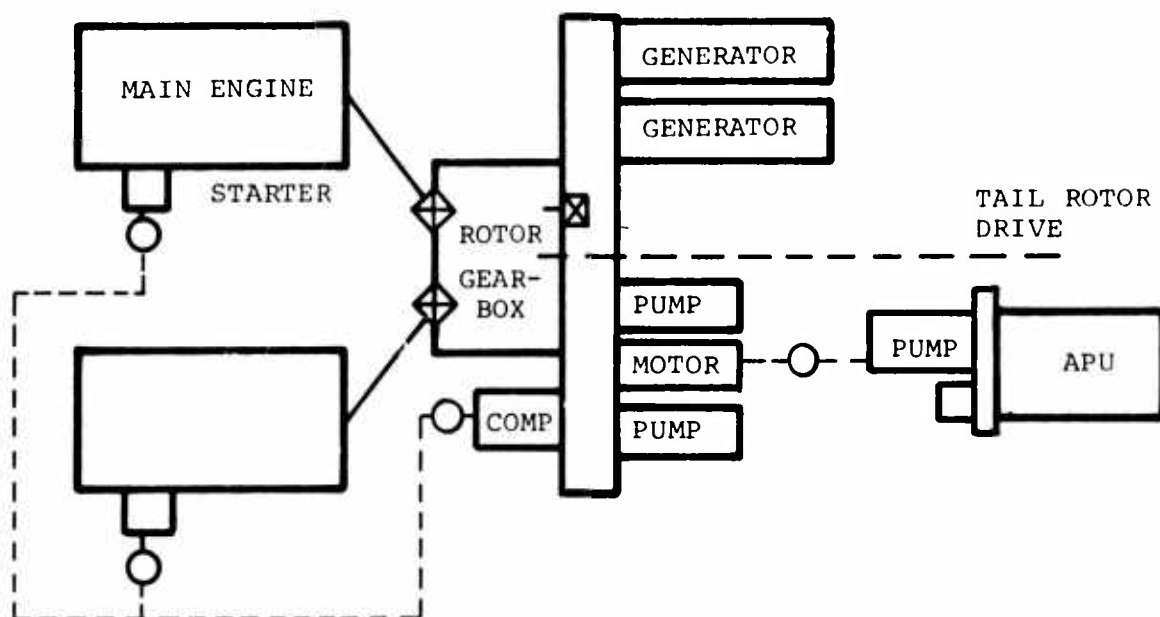 GENERATOR
MAIN ENGINE
GENERATOR
STARTER
TAIL ROTOR
DRIVE
ROTOR
GEAR-
BOX
PUMP
PUMP
APU
MOTOR
COMP
PUMP